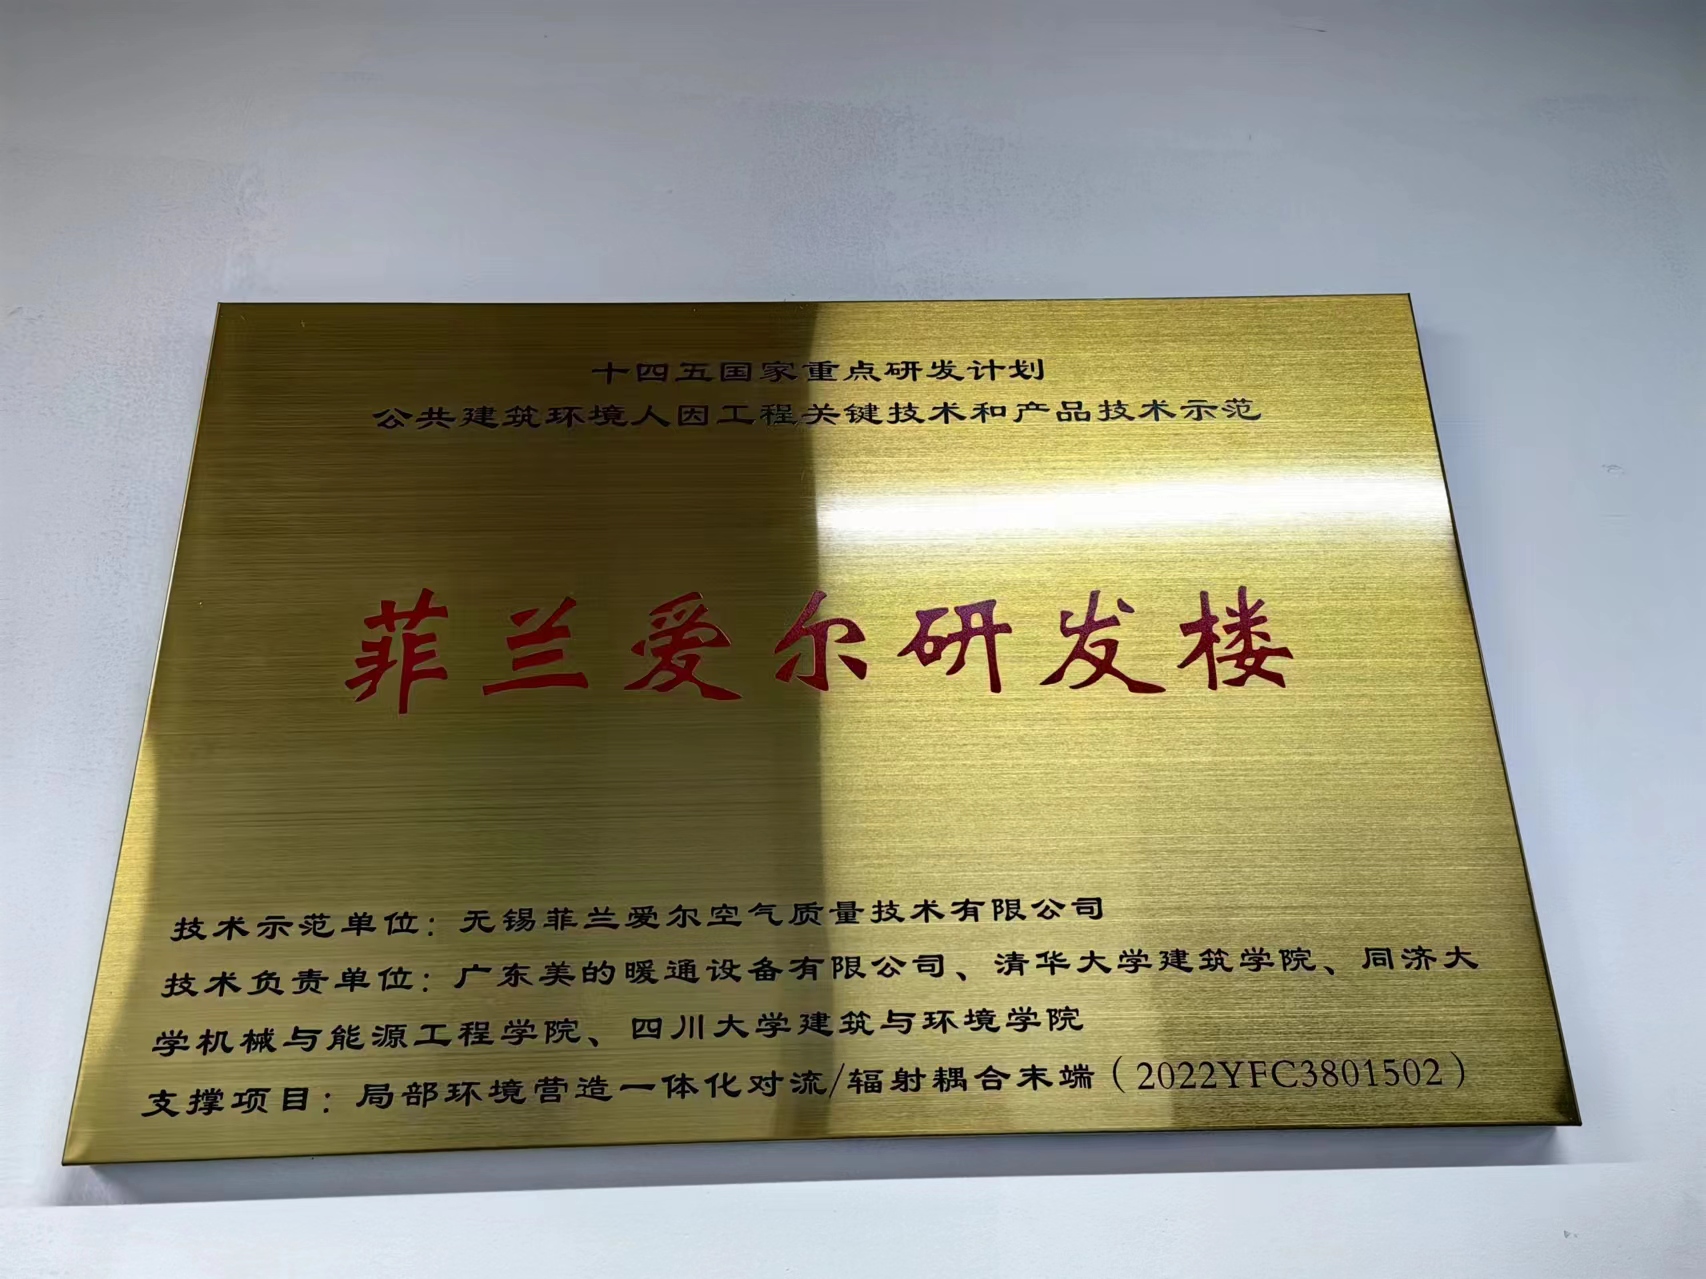 十四五国家重点研发计划
公共建筑环境人因工程关键技术和产品技术示范
菲兰爱尔研发楼
技术示范单位：无锡菲兰爱尔空气质量技术有限公司
技术负责单位：广东美的暖通设备有限公司、清华大学建筑学院、同济大
学机械与能源工程学院、四川大学建筑与环境学院
支撑项目：局部环境营造一体化对流/辐射耦合末端（2022YFC3801502）